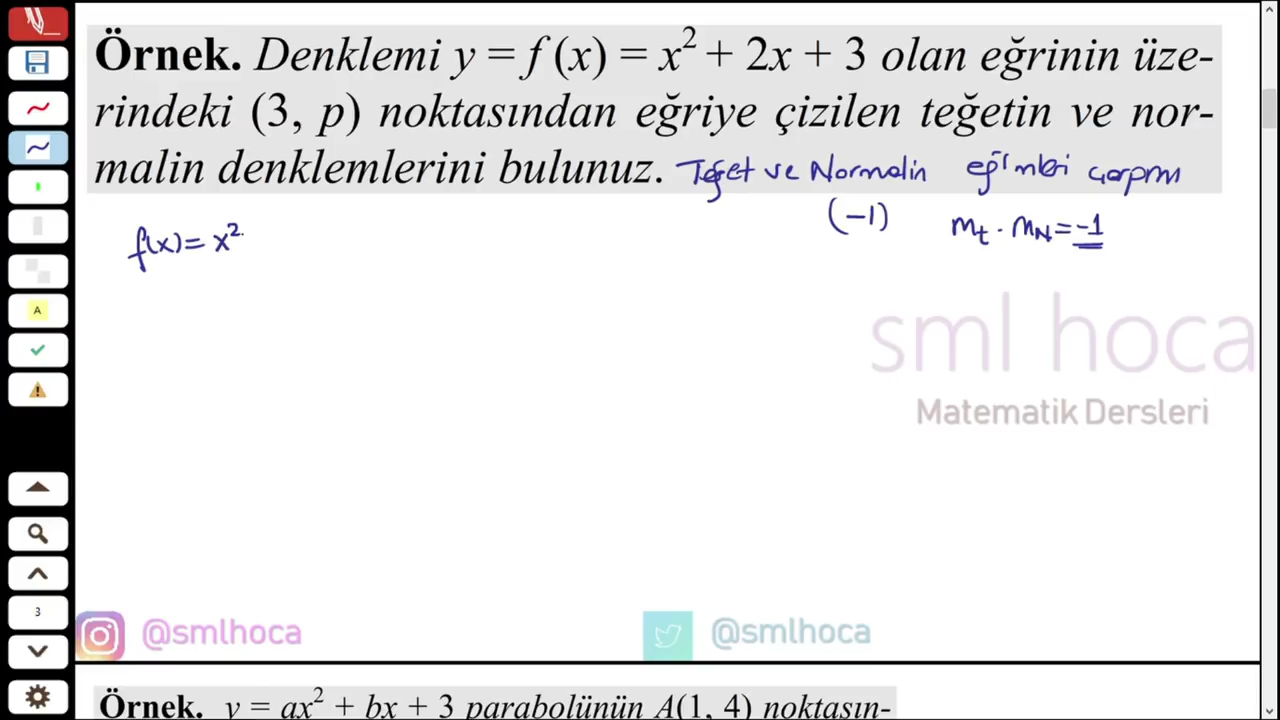 Örnek. Denklemi y = f (x) = x² + 2x + 3 olan eğrinin üze-
rindeki (3, p) noktasından eğriye çizilen teğetin ve nor-
malin denklemlerini bulunuz. Teğet ve Normalin eğimleri çarpımı
(-1) m_t · m_N = -1
f(x) = x²
sml hoca
Matematik Dersleri
A
3
@smlhoca @smlhoca
Örnek. y = ax² + bx + 3 parabolünün A(1, 4) noktasın-